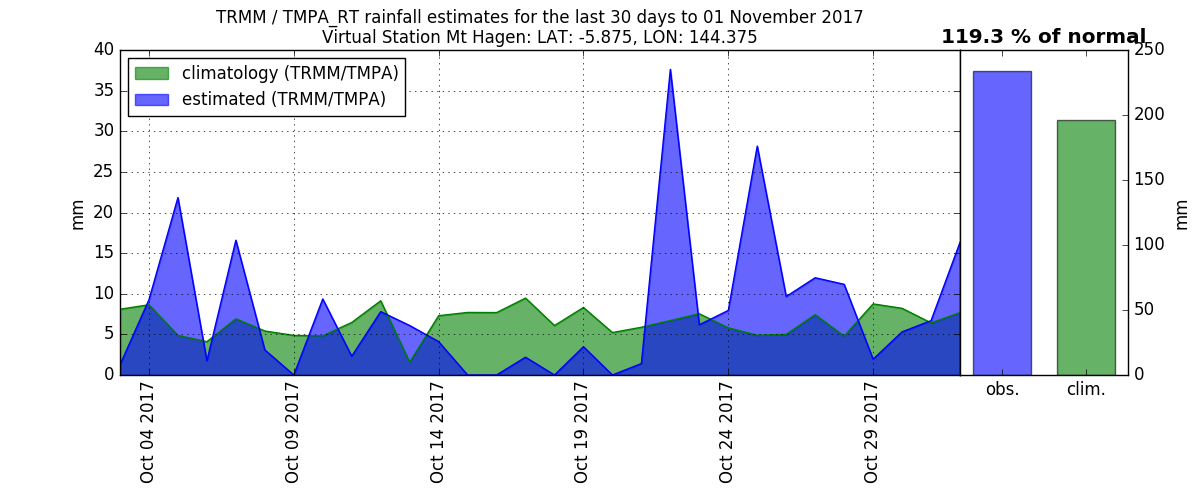 TRMM / TMPA_RT rainfall estimates for the last 30 days to 01 November 2017
Virtual Station Mt Hagen: LAT: -5.875, LON: 144.375
119.3 % of normal
climatology (TRMM/TMPA)
estimated (TRMM/TMPA)
mm
40
35
30
25
20
15
10
5
0
Oct 04 2017
Oct 09 2017
Oct 14 2017
Oct 19 2017
Oct 24 2017
Oct 29 2017
obs.
clim.
250
200
150
100
50
0
mm